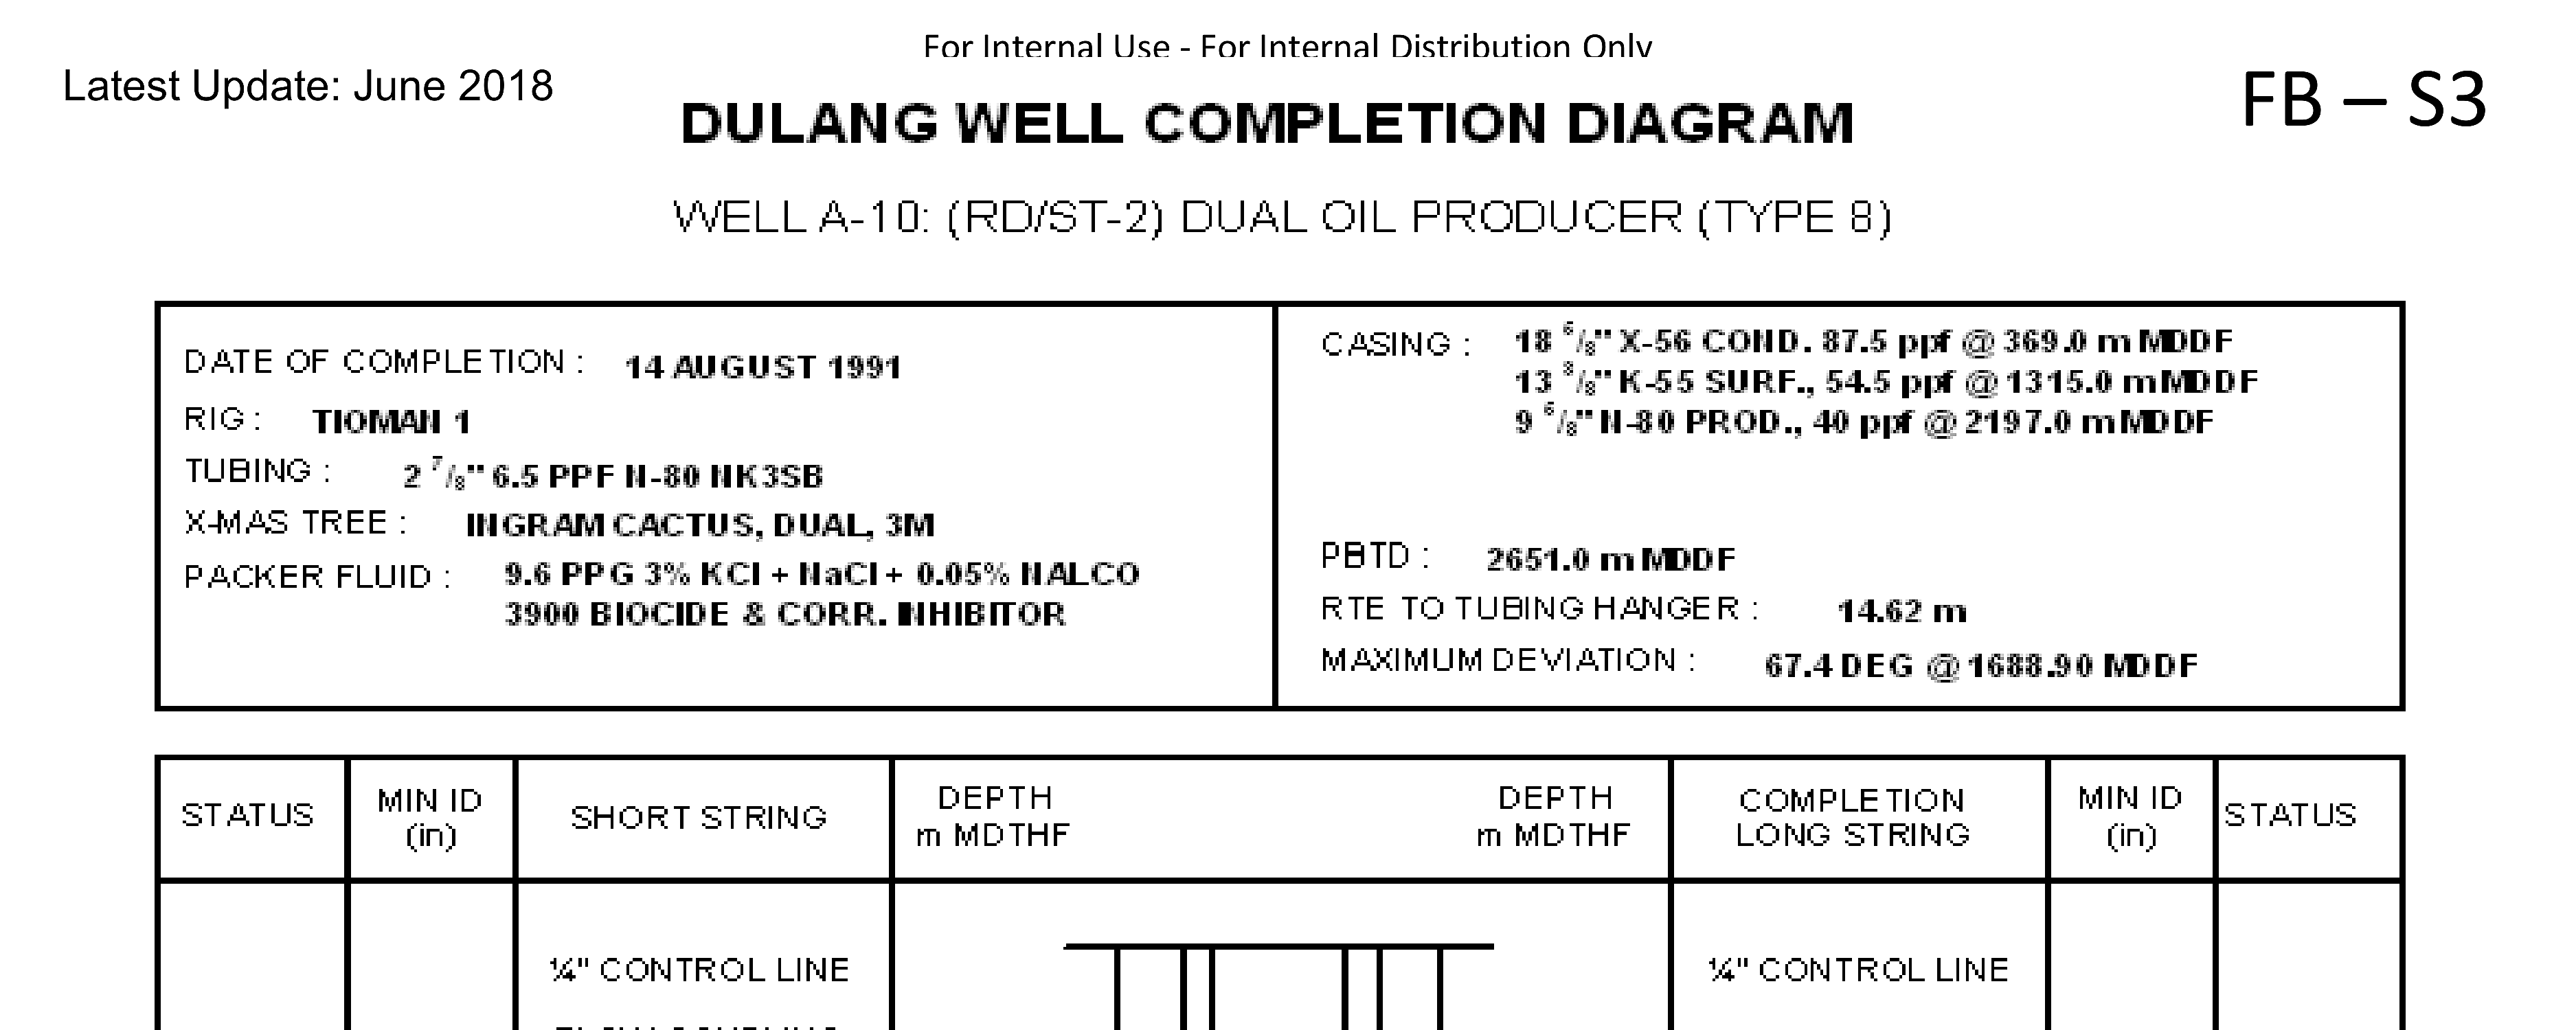 For Internal Use - For Internal Distribution Only
Latest Update: June 2018
FB – S3
DULANG WELL COMPLETION DIAGRAM
WELL A-10: (RD/ST-2) DUAL OIL PRODUCER (TYPE 8)
DATE OF COMPLETION : 14 AUGUST 1991
RIG : TIOMAN 1
TUBING : 2 7/8" 6.5 PPF N-80 NK3SB
X-MAS TREE : INGRAM CACTUS, DUAL, 3M
PACKER FLUID : 9.6 PPG 3% KCl + NaCl + 0.05% NALCO
3900 BIOCIDE & CORR. INHIBITOR
CASING : 18 5/8" X-56 COND. 87.5 ppf @ 369.0 m MDDF
13 3/8" K-55 SURF., 54.5 ppf @ 1315.0 m MDDF
9 5/8" N-80 PROD., 40 ppf @ 2197.0 m MDDF
PBTD : 2651.0 m MDDF
RTE TO TUBING HANGER : 14.62 m
MAXIMUM DEVIATION : 67.4 DEG @ 1688.90 MDDF
STATUS
MIN ID
(in)
SHORT STRING
DEPTH
m MDTHF
DEPTH
m MDTHF
COMPLETION
LONG STRING
MIN ID
(in)
STATUS
¼" CONTROL LINE
¼" CONTROL LINE